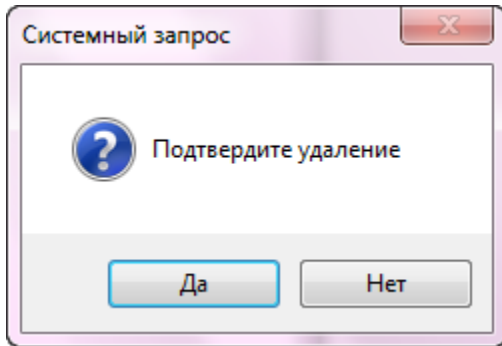 Системный запрос
Подтвердите удаление
Да
Нет